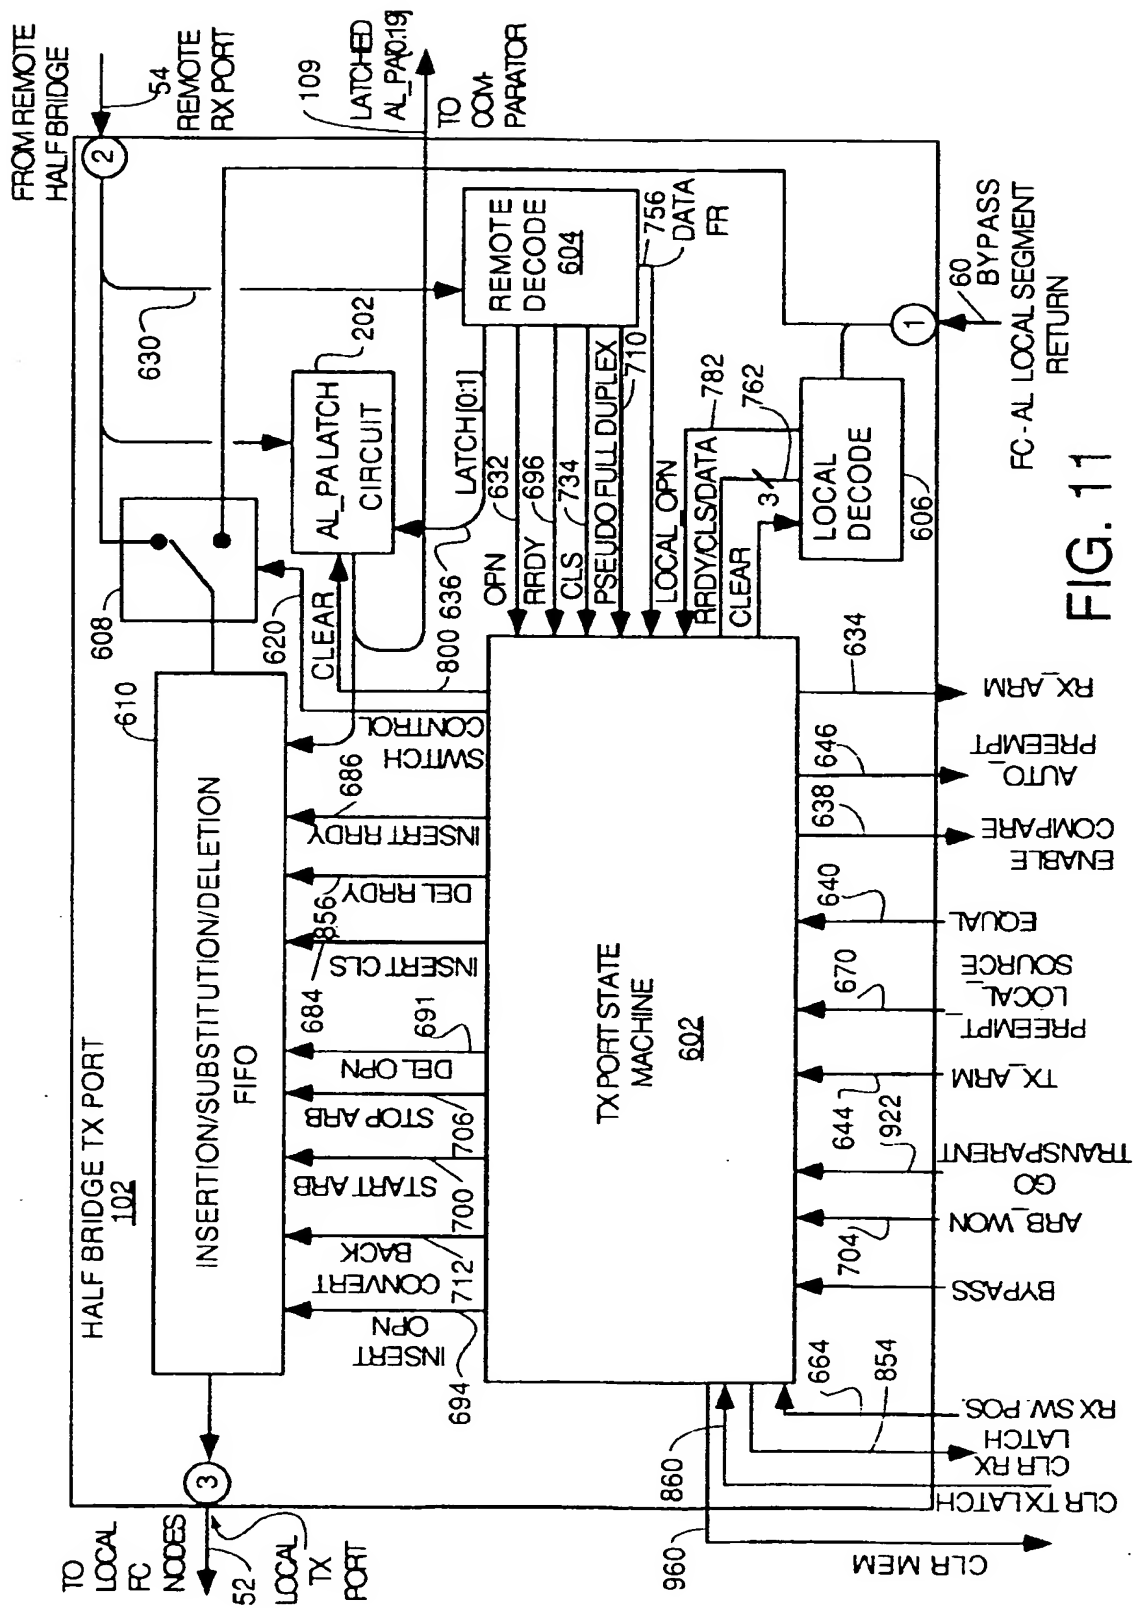 FROM REMOTE
HALF BRIDGE
54
REMOTE
RX PORT
109
LATCHED
AL_PA[0:19]
TO
COM-
PARATOR
2
630
202
AL_PA LATCH
CIRCUIT
REMOTE
DECODE
604
756
DATA
FR
608
620
CLEAR
LATCH[0:1]
632
696
734
710
OPN
RRDY
CLS
PSEUDO FULL DUPLEX
LOCAL_OPN
RRDY/CLS/DATA
CLEAR
782
762
3
LOCAL
DECODE
606
1
60
BYPASS
FC-AL LOCAL SEGMENT
RETURN
610
INSERTION/SUBSTITUTION/DELETION
FIFO
HALF BRIDGE TX PORT
102
SWITCH
CONTROL
800
636
686
INSERT RRDY
856
DEL RRDY
684
INSERT CLS
691
DEL OPN
706
STOP ARB
700
START ARB
712
CONVERT
BACK
694
INSERT
OPN
TX PORT STATE
MACHINE
602
634
RX_ARM
646
AUTO_
PREEMPT
638
ENABLE
COMPARE
640
EQUAL
670
PREEMPT_
LOCAL_
SOURCE
644
TX_ARM
922
TRANSPARENT
GO
704
ARB_WON
BYPASS
664
RX SW. POS.
854
CLR RX
LATCH
860
CLR TX LATCH
960
CLR MEM
3
TO LOCAL
FC
NODES
52
LOCAL
TX
PORT
FIG. 11